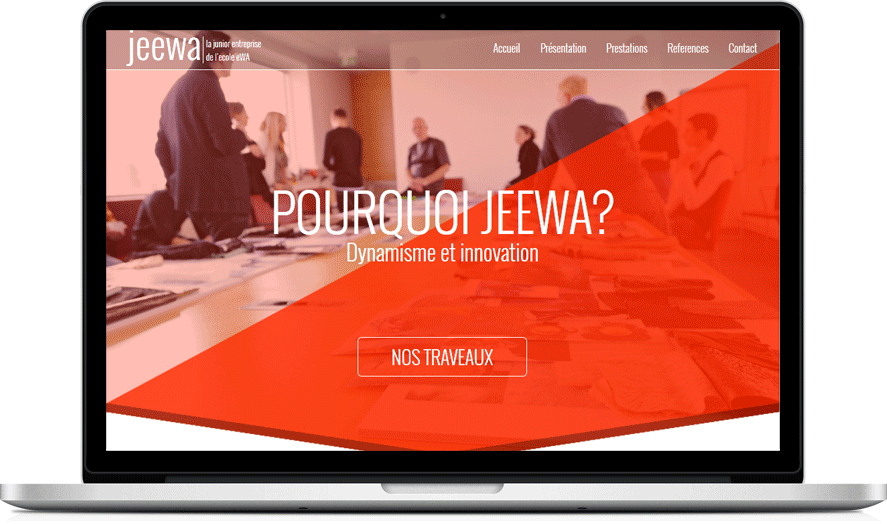 jeewa
la junior entreprise
de l'ecole eWA
Accueil Présentation Prestations References Contact
POURQUOI JEEWA?
Dynamisme et innovation
NOS TRAVEAUX